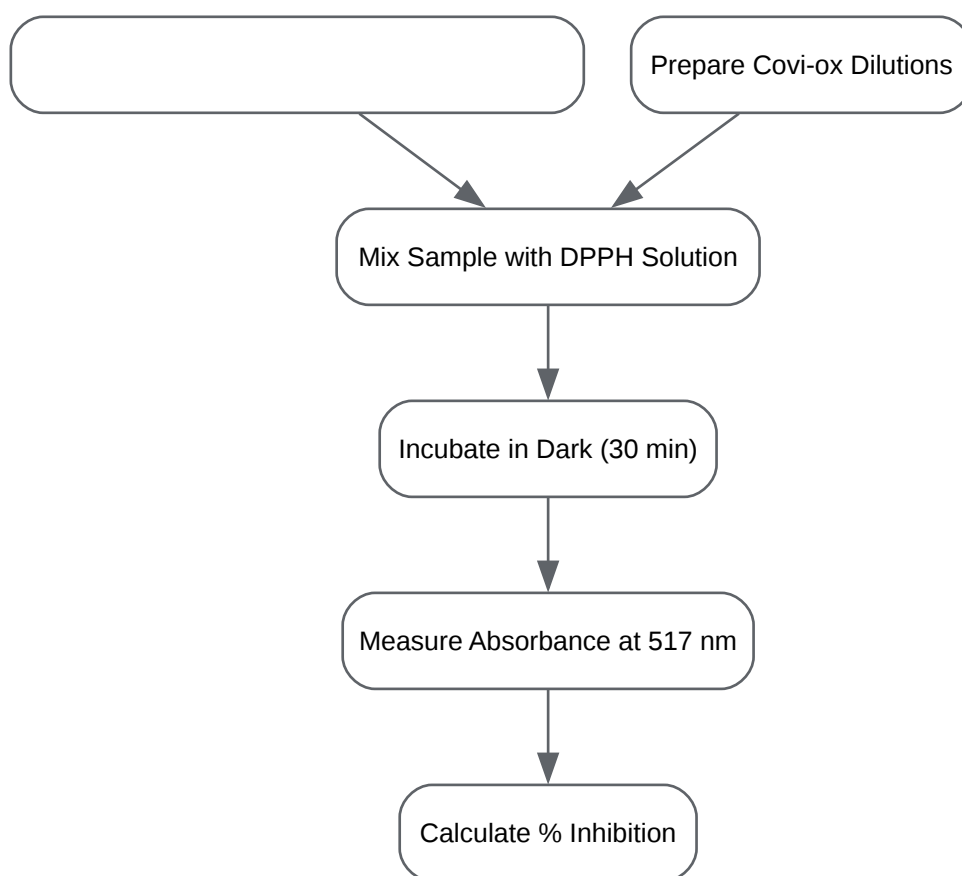 Prepare Covi-ox Dilutions
Mix Sample with DPPH Solution
Incubate in Dark (30 min)
Measure Absorbance at 517 nm
Calculate % Inhibition